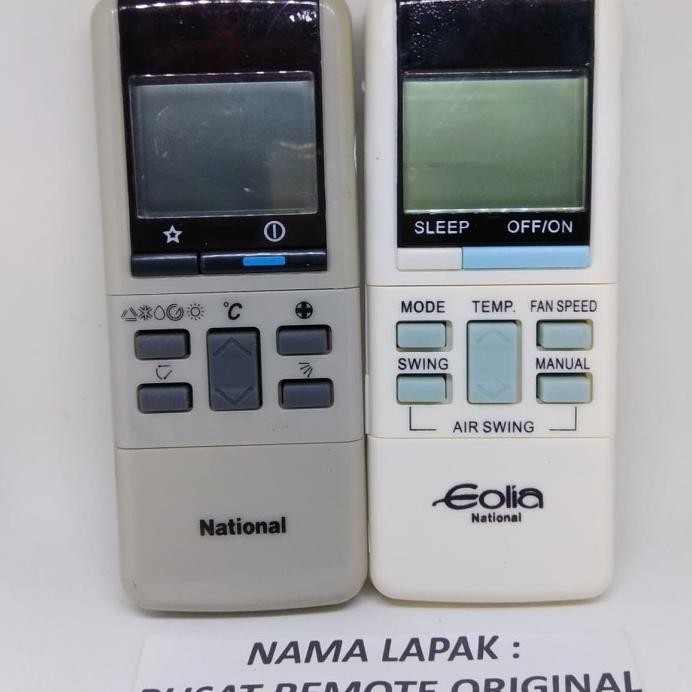 °C
National
SLEEP OFF/ON
MODE TEMP. FAN SPEED
SWING MANUAL
AIR SWING
Eolia
National
NAMA LAPAK :
PUSAT REMOTE ORIGINAL